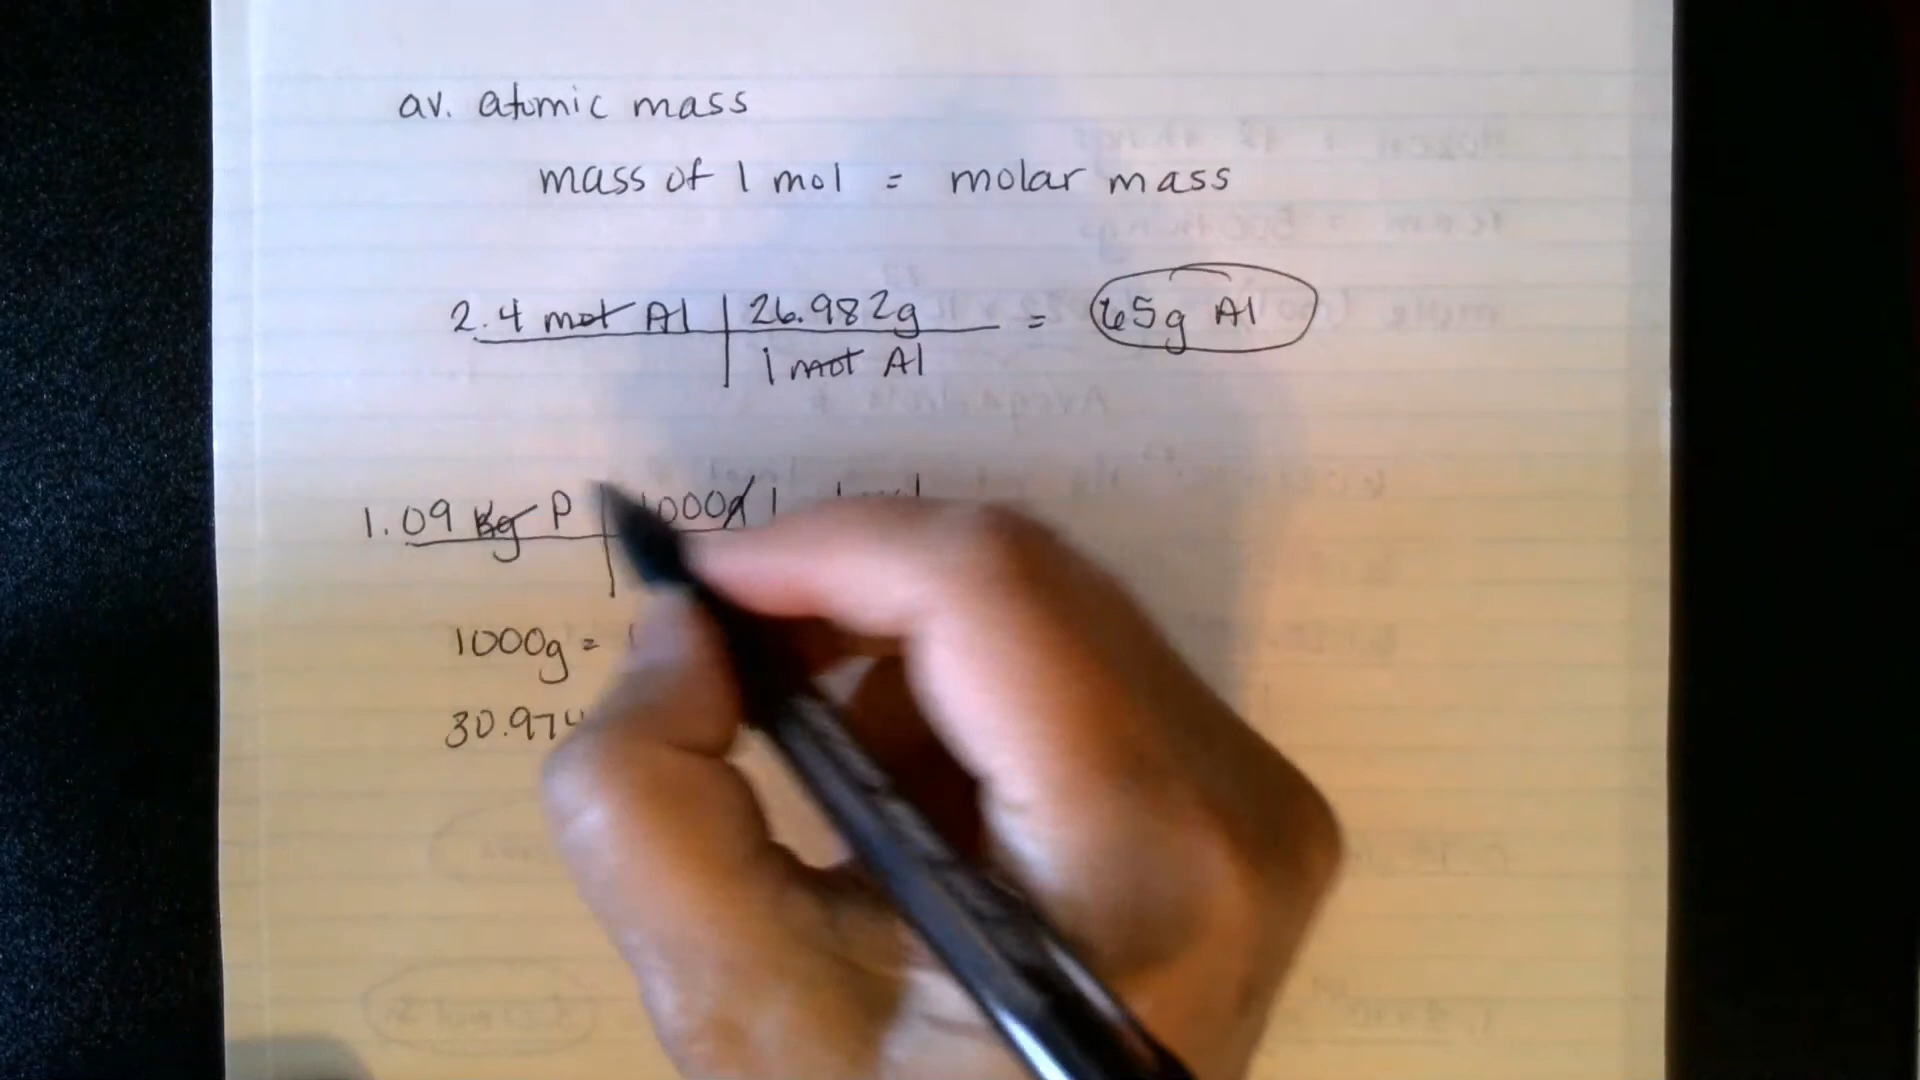 av. atomic mass
mass of 1 mol = molar mass
2.4 mol Al | 26.982g = 65g Al
1 mol Al
1.09 kg P | 1000g |
1000g =
30.974